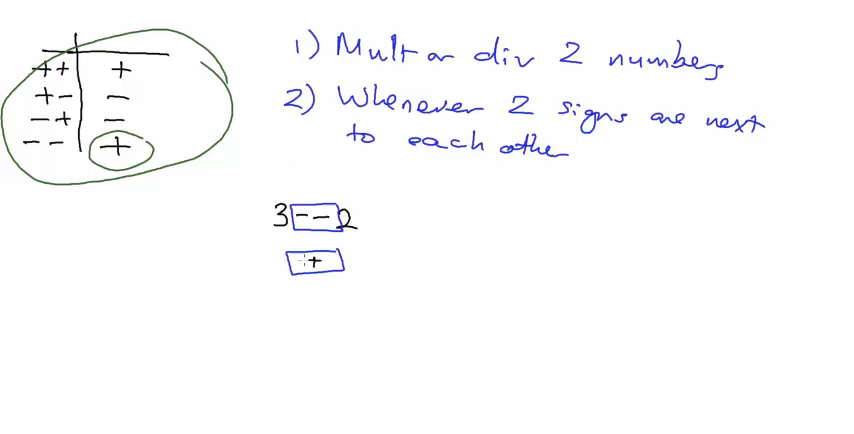 ++ | +
+- | -
-+ | -
-- | +
1) Mult or div 2 numbers
2) Whenever 2 signs are next
to each other
3 -- 2
+